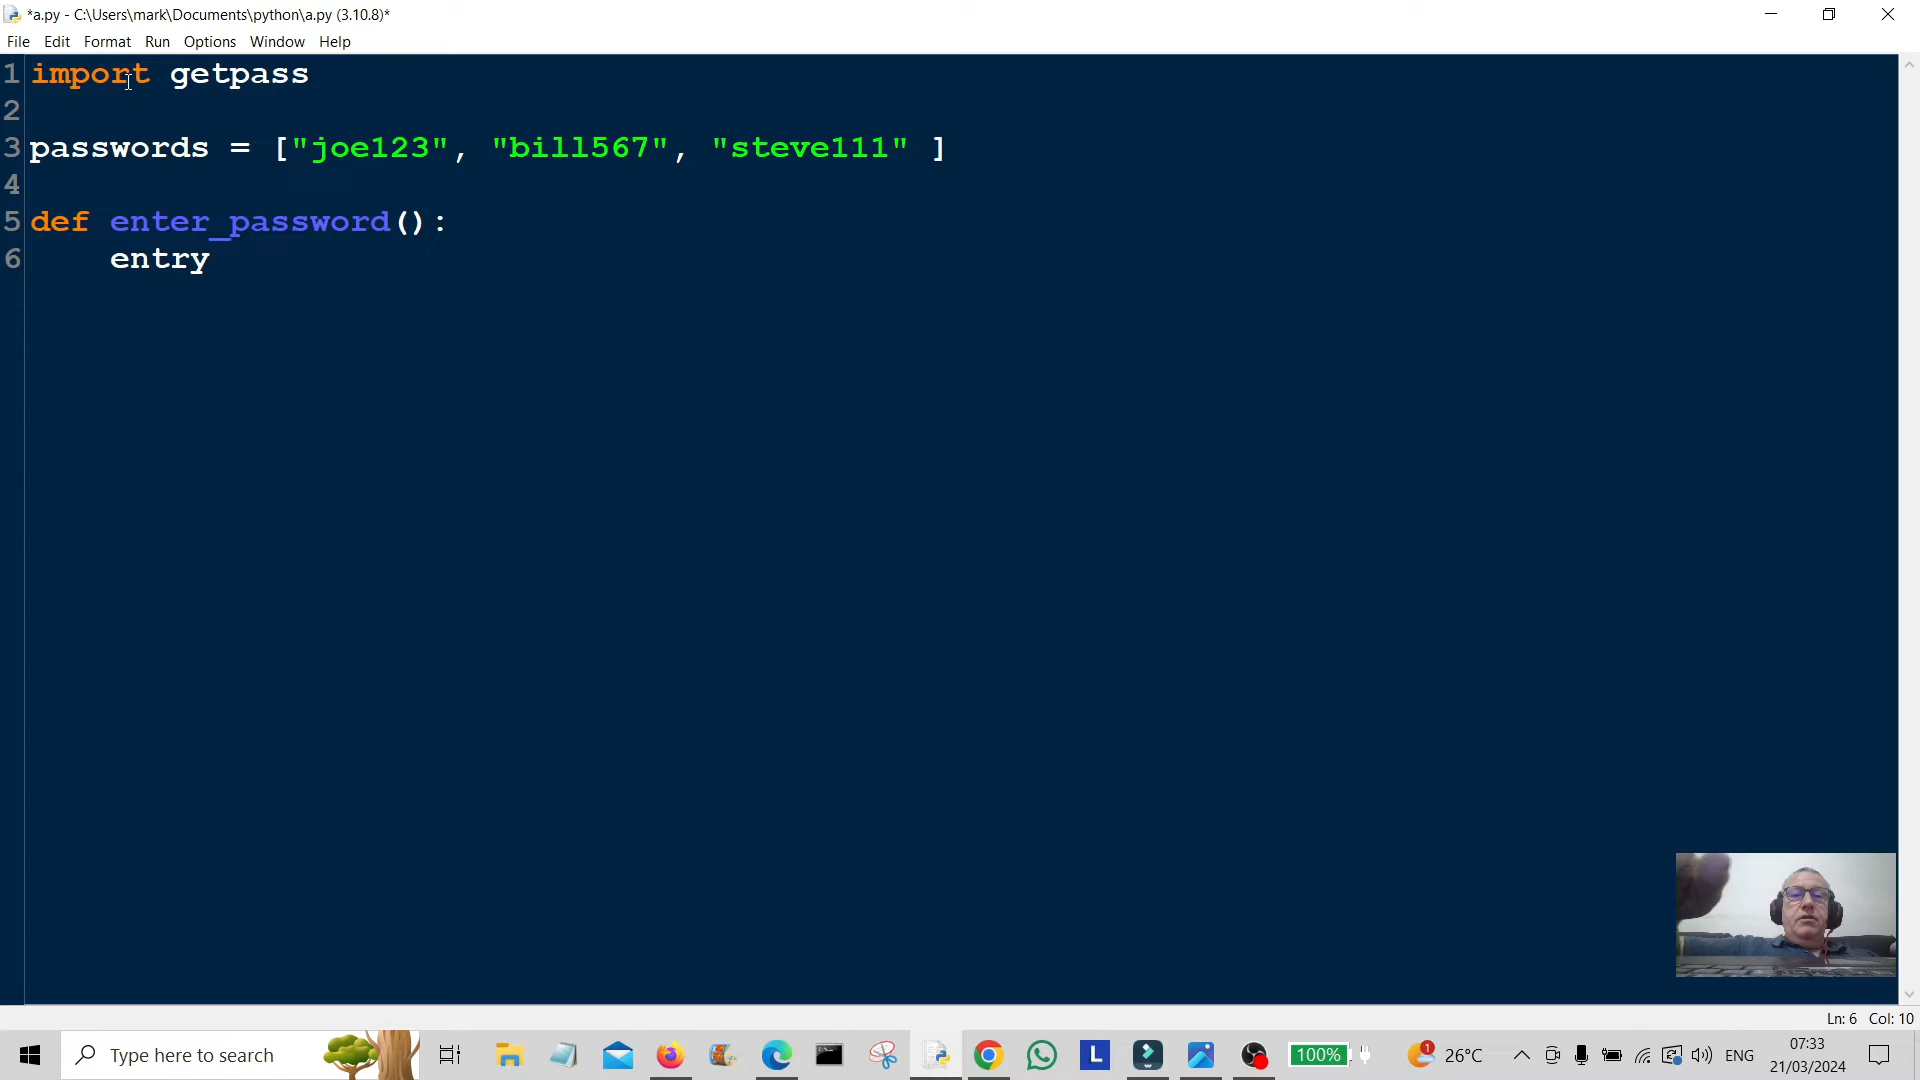 *a.py - C:\Users\mark\Documents\python\a.py (3.10.8)*
File Edit Format Run Options Window Help
1 import getpass
2
3 passwords = ["joe123", "bill567", "steve111" ]
4
5 def enter_password():
6     entry
Ln: 6 Col: 10
Type here to search
L
100%
1
26°C
ENG
07:33
21/03/2024